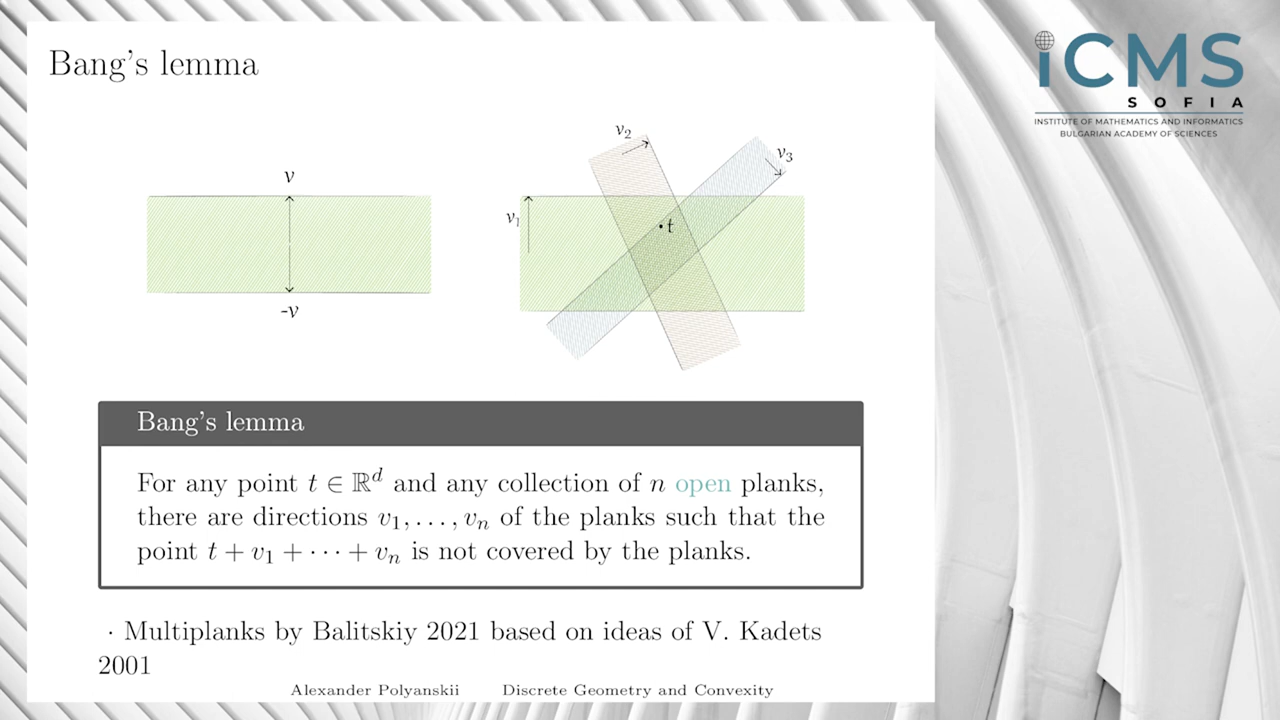 Bang's lemma
iCMS
SOFIA
INSTITUTE OF MATHEMATICS AND INFORMATICS
BULGARIAN ACADEMY OF SCIENCES
v
-v
v₂
v₃
v₁
t
Bang's lemma
For any point t ∈ ℝᵈ and any collection of n open planks,
there are directions v₁, . . . , vₙ of the planks such that the
point t + v₁ + · · · + vₙ is not covered by the planks.
· Multiplanks by Balitskiy 2021 based on ideas of V. Kadets
2001
Alexander Polyanskii Discrete Geometry and Convexity